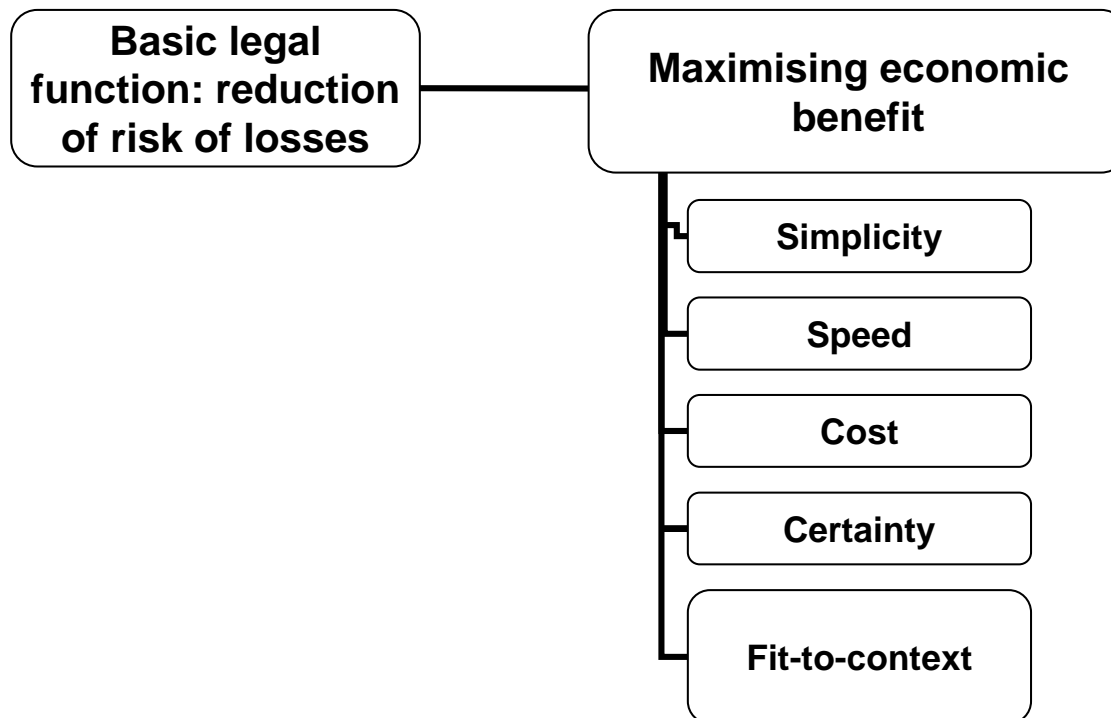 Basic legal
function: reduction
of risk of losses
Maximising economic
benefit
Simplicity
Speed
Cost
Certainty
Fit-to-context